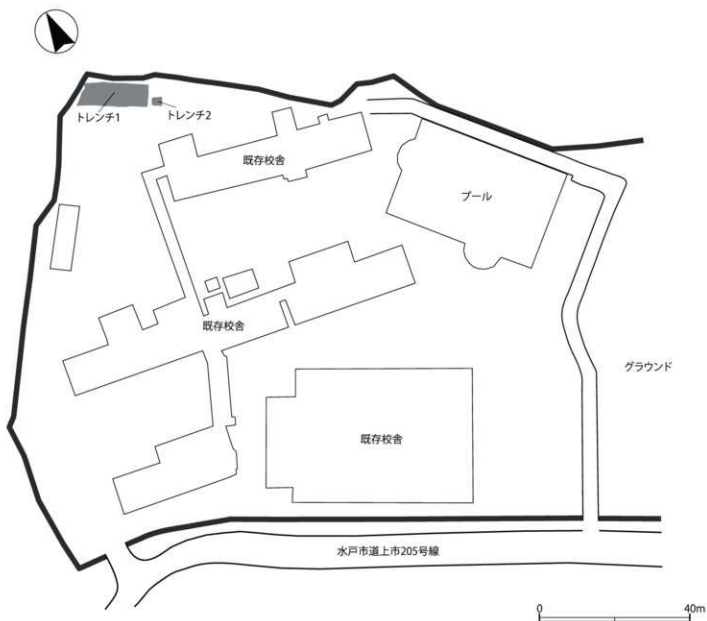 トレンチ1
トレンチ2
既存校舎
プール
既存校舎
グラウンド
既存校舎
水戸市道上市205号線
0
40m